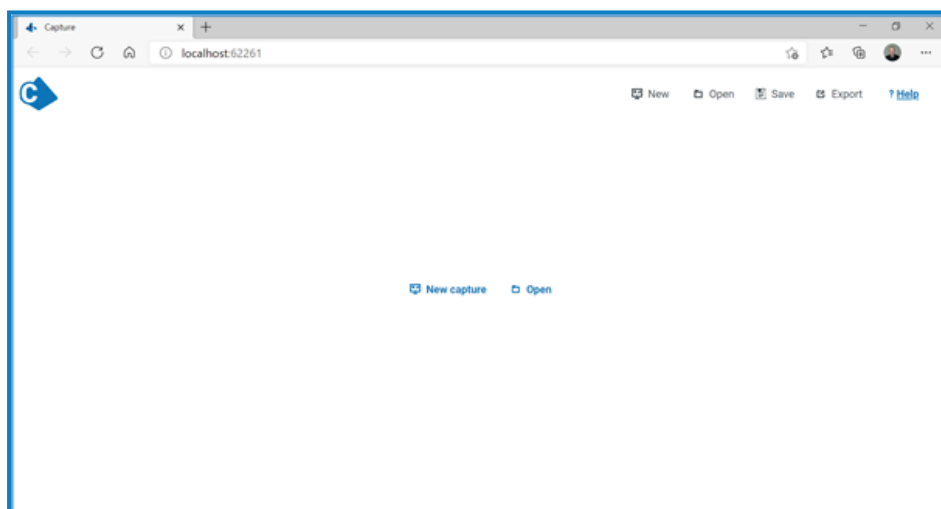 Capture
localhost:62261
C
New Open Save Export ? Help
New capture Open